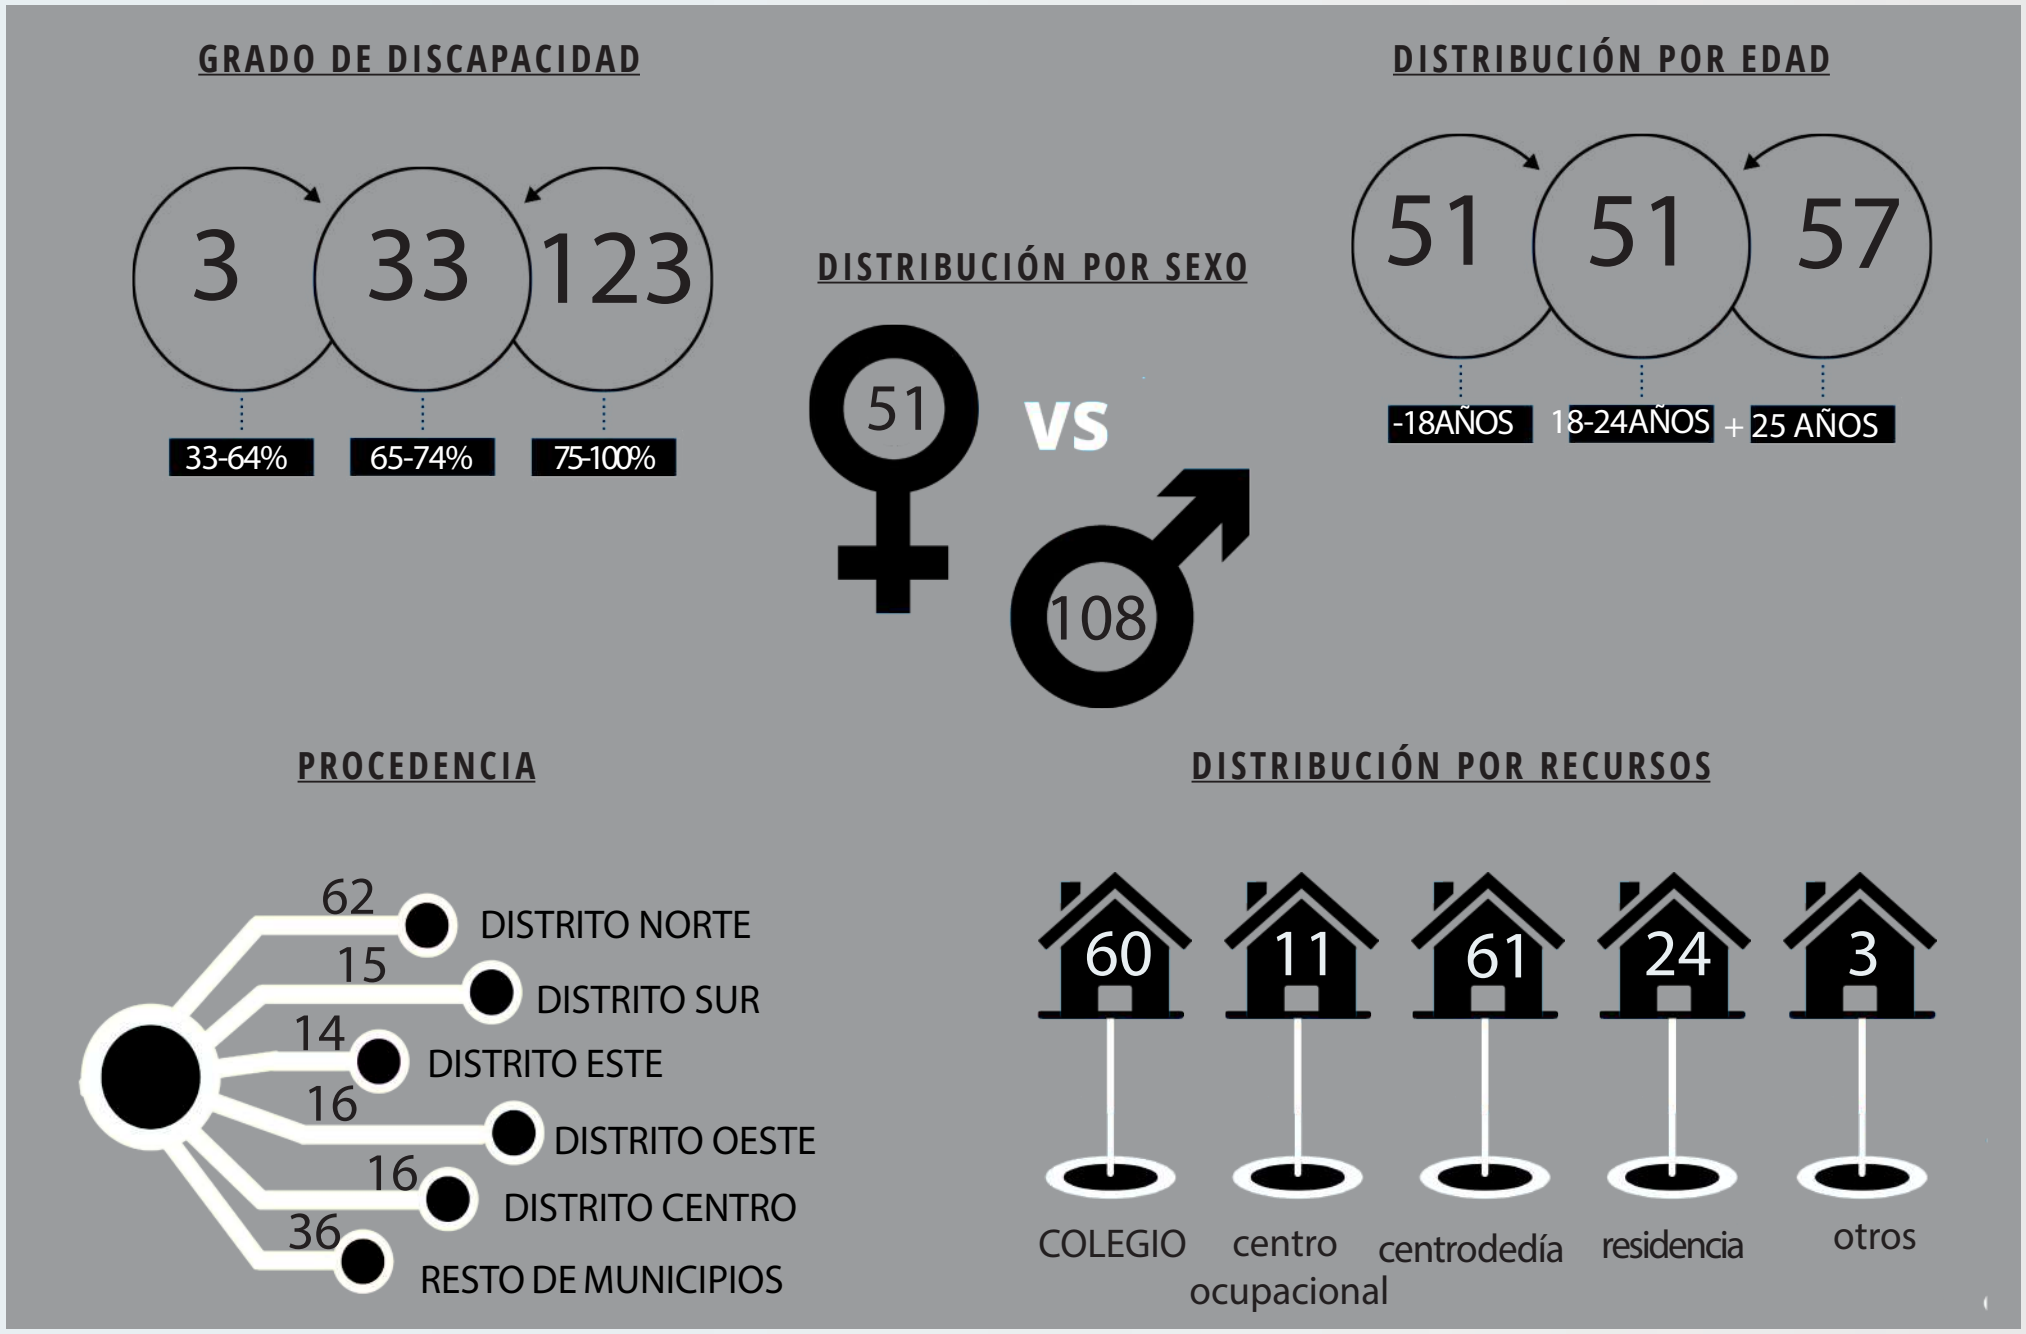 GRADO DE DISCAPACIDAD
3 33 123
33-64% 65-74% 75-100%
DISTRIBUCIÓN POR SEXO
51
VS
108
DISTRIBUCIÓN POR EDAD
51 51 57
-18AÑOS 18-24AÑOS + 25 AÑOS
PROCEDENCIA
62 DISTRITO NORTE
15 DISTRITO SUR
14 DISTRITO ESTE
16 DISTRITO OESTE
16 DISTRITO CENTRO
36 RESTO DE MUNICIPIOS
DISTRIBUCIÓN POR RECURSOS
60 11 61 24 3
COLEGIO centro centrodedía residencia otros
ocupacional